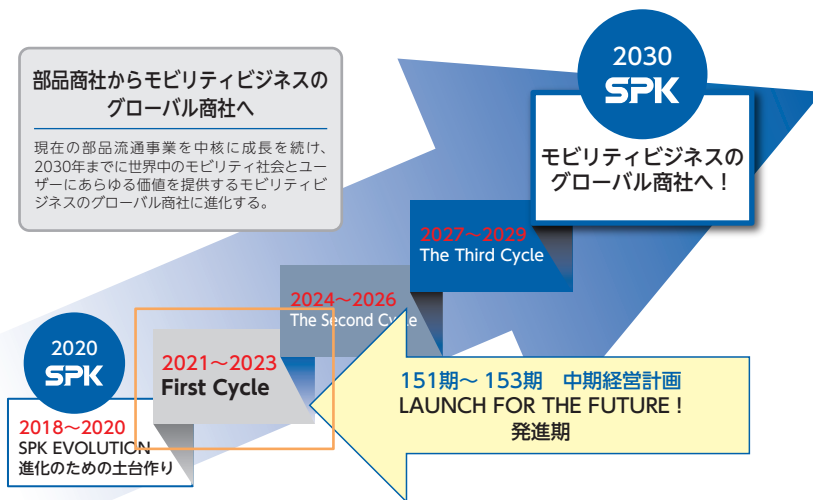 部品商社からモビリティビジネスの
グローバル商社へ
現在の部品流通事業を中核に成長を続け、
2030年までに世界中のモビリティ社会とユー
ザーにあらゆる価値を提供するモビリティビ
ジネスのグローバル商社に進化する。
2030
SPK
モビリティビジネスの
グローバル商社へ！
2027〜2029
The Third Cycle
2024〜2026
The Second Cycle
2021〜2023
First Cycle
2020
SPK
2018〜2020
SPK EVOLUTION
進化のための土台作り
151期〜 153期　中期経営計画
LAUNCH FOR THE FUTURE！
発進期